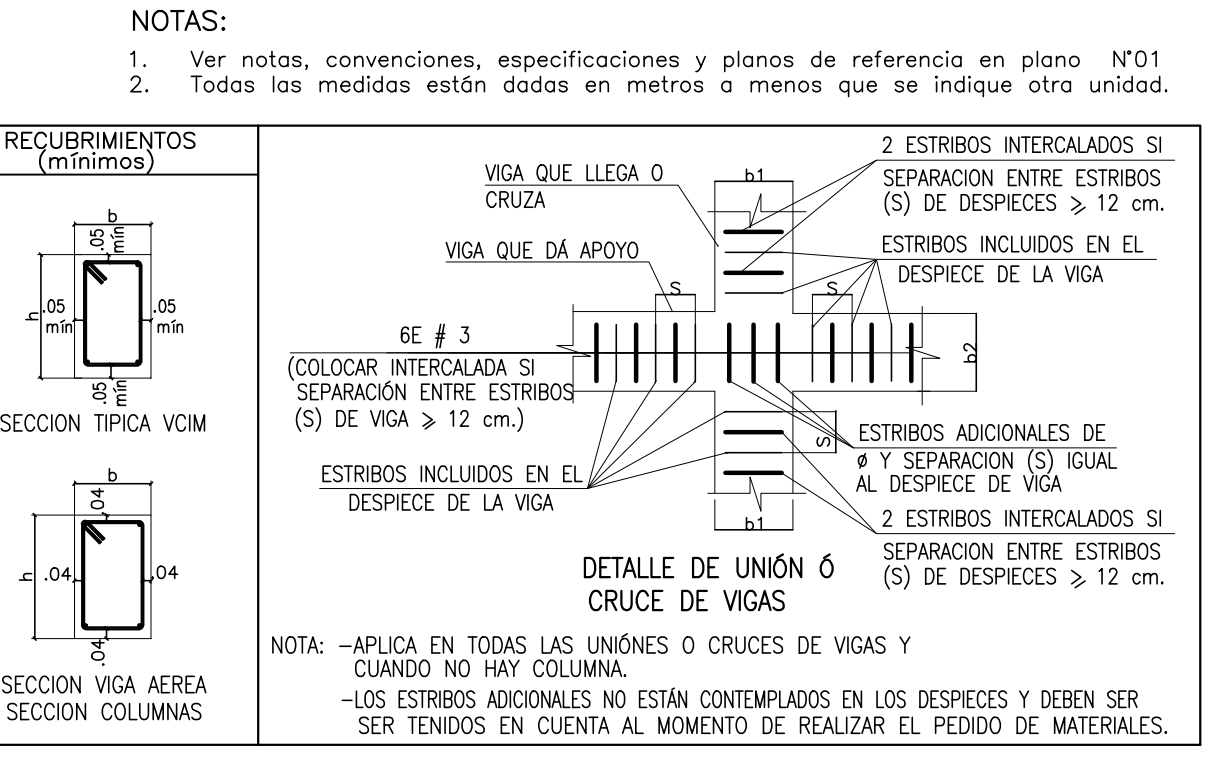 NOTAS:
1. Ver notas, convenciones, especificaciones y planos de referencia en plano N°01
2. Todas las medidas están dadas en metros a menos que se indique otra unidad.
RECUBRIMIENTOS
(mínimos)
b
.05
mín
h
.05
mín
.05
mín
.05
mín
SECCION TIPICA VCIM
b
.04
h
.04
.04
.04
SECCION VIGA AEREA
SECCION COLUMNAS
VIGA QUE LLEGA O
CRUZA
b1
2 ESTRIBOS INTERCALADOS SI
SEPARACION ENTRE ESTRIBOS
(S) DE DESPIECES ⩾ 12 cm.
VIGA QUE DÁ APOYO
ESTRIBOS INCLUIDOS EN EL
DESPIECE DE LA VIGA
S
S
6E # 3
(COLOCAR INTERCALADA SI
SEPARACIÓN ENTRE ESTRIBOS
(S) DE VIGA ⩾ 12 cm.)
b2
ESTRIBOS INCLUIDOS EN EL
DESPIECE DE LA VIGA
S
ESTRIBOS ADICIONALES DE
ø Y SEPARACION (S) IGUAL
AL DESPIECE DE VIGA
b1
2 ESTRIBOS INTERCALADOS SI
SEPARACION ENTRE ESTRIBOS
(S) DE DESPIECES ⩾ 12 cm.
DETALLE DE UNIÓN Ó
CRUCE DE VIGAS
NOTA: -APLICA EN TODAS LAS UNIÓNES O CRUCES DE VIGAS Y
CUANDO NO HAY COLUMNA.
-LOS ESTRIBOS ADICIONALES NO ESTÁN CONTEMPLADOS EN LOS DESPIECES Y DEBEN SER
SER TENIDOS EN CUENTA AL MOMENTO DE REALIZAR EL PEDIDO DE MATERIALES.